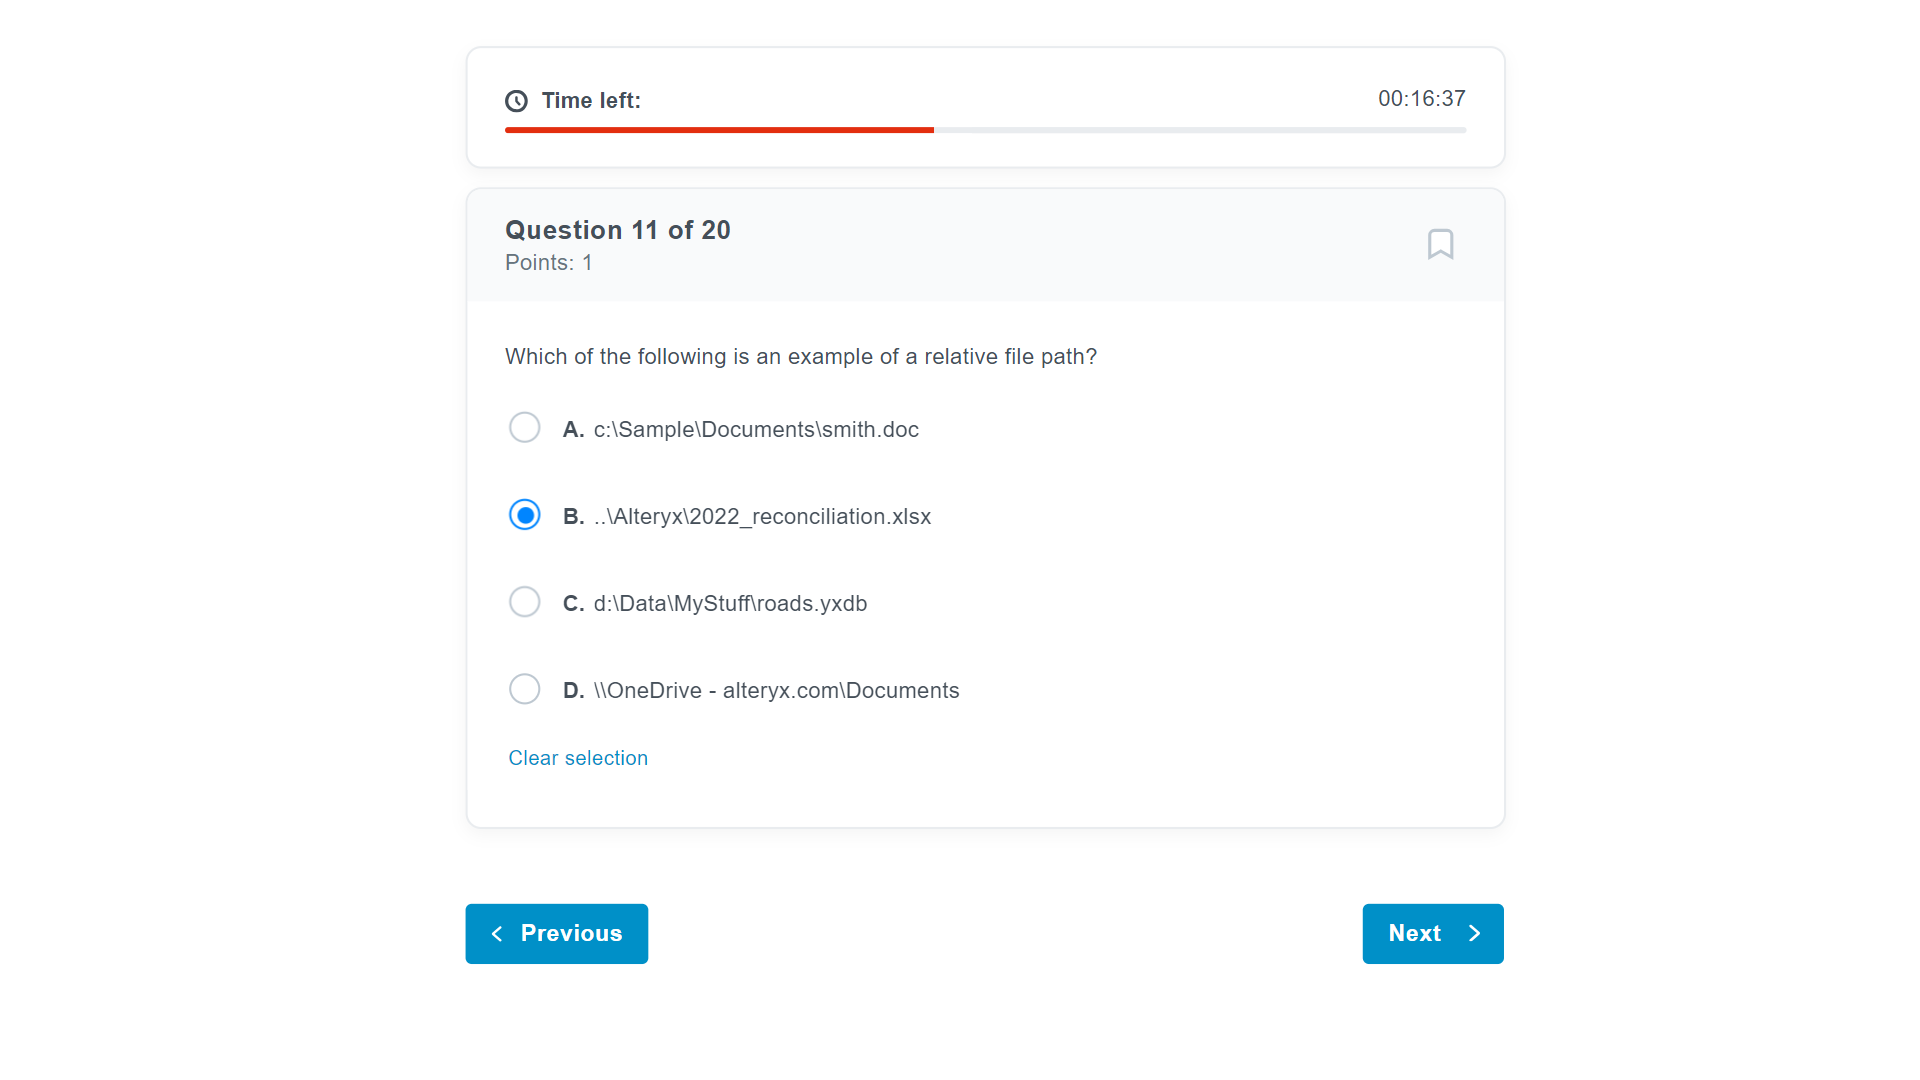 Time left:
00:16:37
Question 11 of 20
Points: 1
Which of the following is an example of a relative file path?
A. c:\Sample\Documents\smith.doc
B. ..\Alteryx\2022_reconciliation.xlsx
C. d:\Data\MyStuff\roads.yxdb
D. \\OneDrive - alteryx.com\Documents
Clear selection
Previous
Next